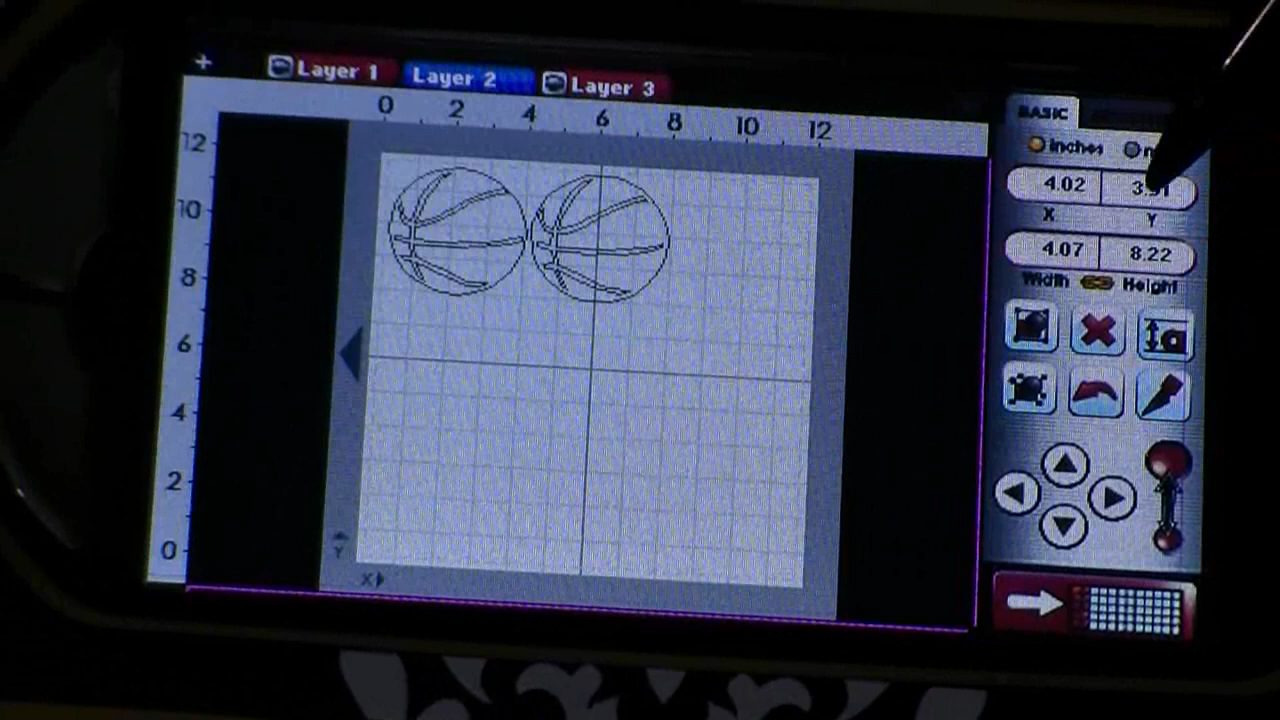 + Layer 1 Layer 2 Layer 3
0 2 4 6 8 10 12
12
10
8
6
4
2
0
Y
X
BASIC
inches
4.02
X Y
4.07 8.22
Width Height
a